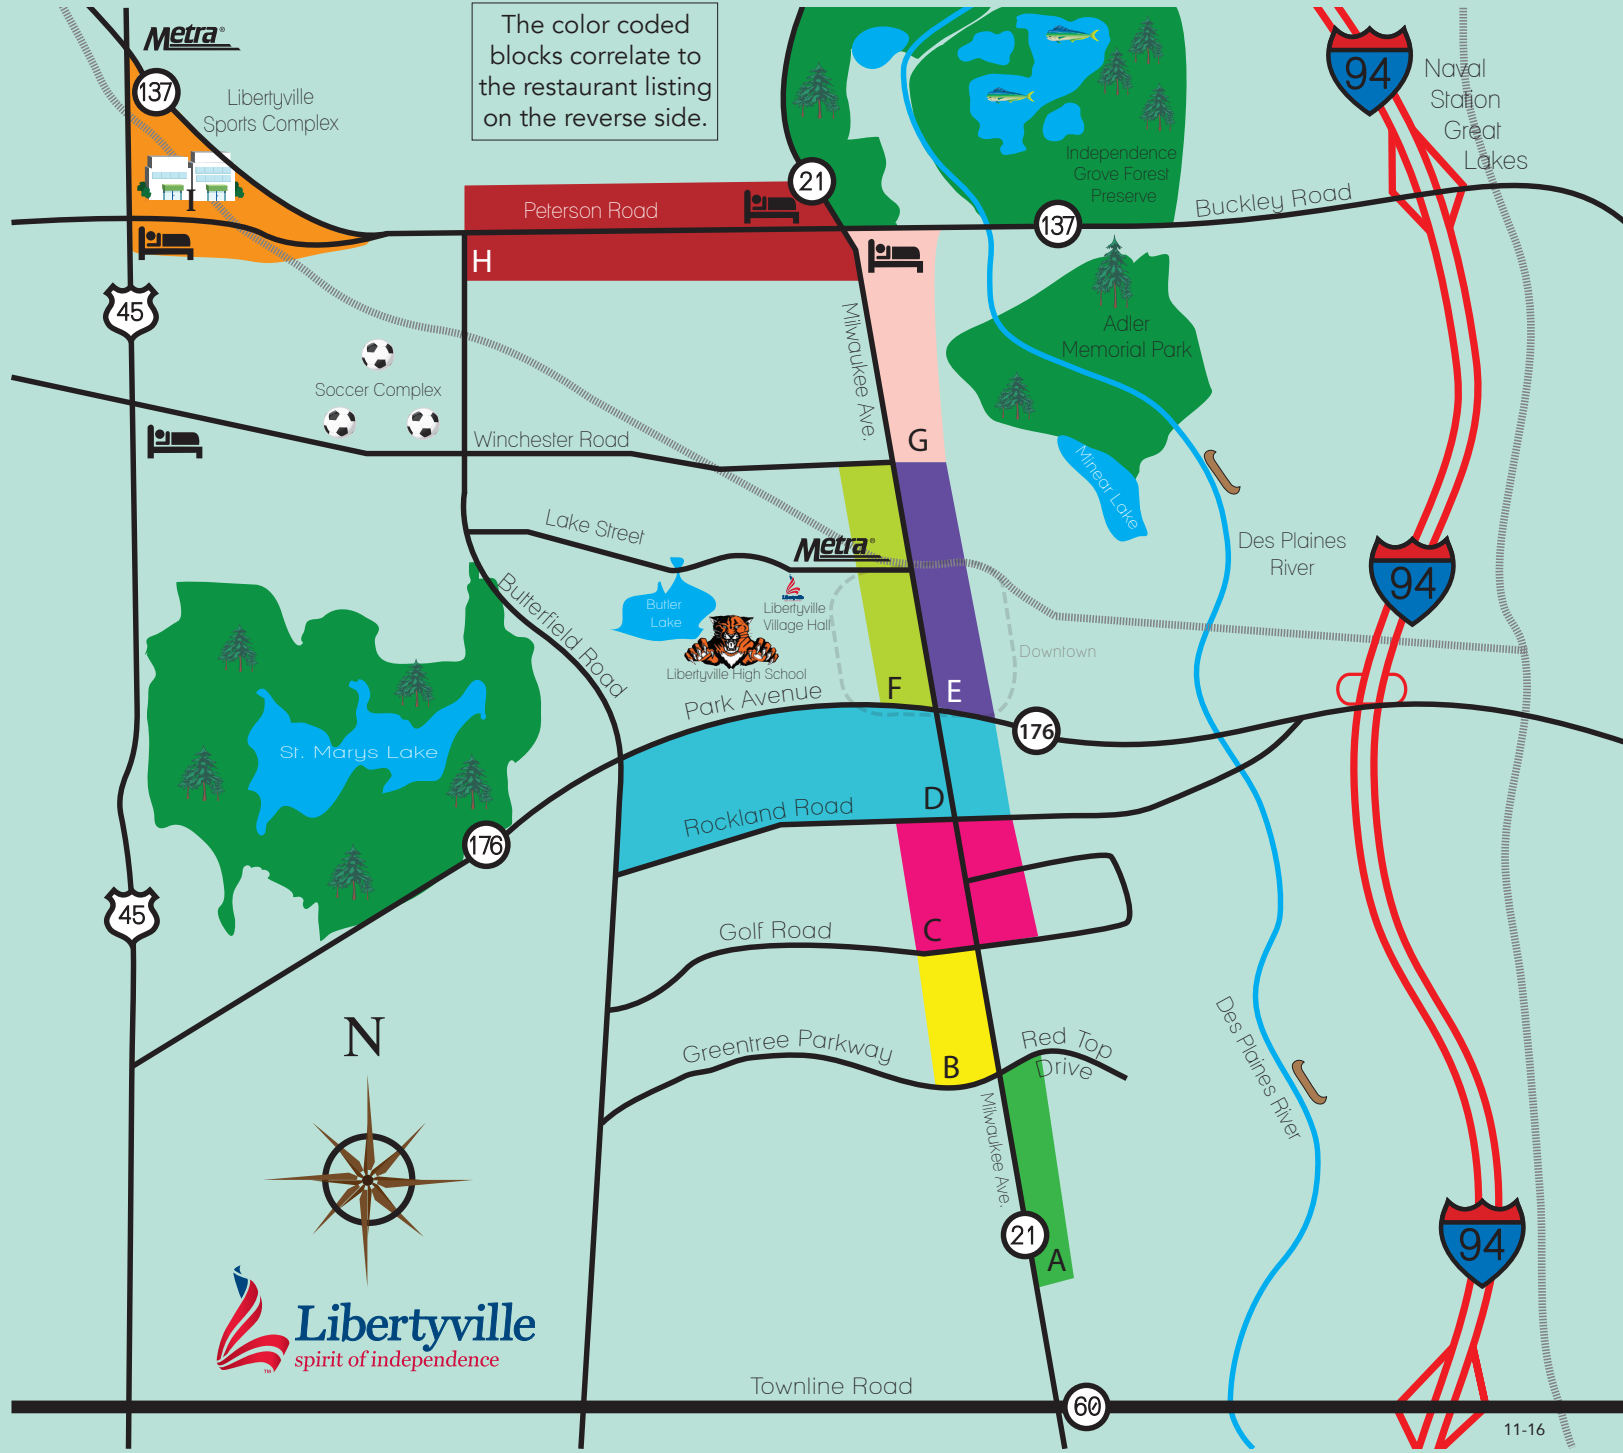 Metra®
137
Libertyville
Sports Complex
The color coded
blocks correlate to
the restaurant listing
on the reverse side.
94
Naval
Station
Great
Lakes
Independence
Grove Forest
Preserve
21
Peterson Road
I
H
137
Buckley Road
45
Adler
Memorial Park
Milwaukee Ave.
Soccer Complex
Winchester Road
G
Minear Lake
Lake Street
Metra®
Des Plaines
River
94
Butterfield Road
Butler
Lake
Libertyville
Libertyville
Village Hall
Libertyville High School
Downtown
Park Avenue
F
E
176
St. Marys Lake
D
Rockland Road
176
45
Golf Road
C
N
Greentree Parkway
B
Red Top
Drive
Des Plaines River
Milwaukee Ave.
21
A
94
Libertyville
spirit of independence
TM
Townline Road
60
11-16